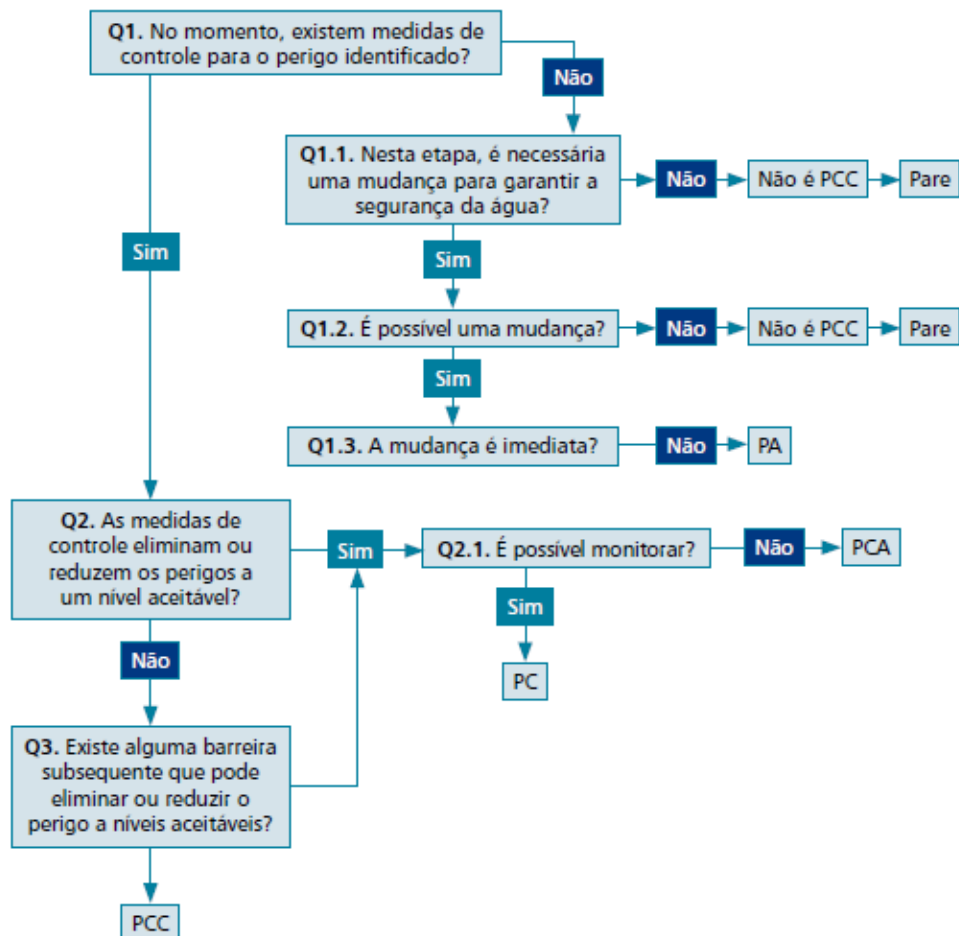 Q1. No momento, existem medidas de
controle para o perigo identificado?
Não
Q1.1. Nesta etapa, é necessária
uma mudança para garantir a
segurança da água?
Não
Não é PCC
Pare
Sim
Sim
Q1.2. É possível uma mudança?
Não
Não é PCC
Pare
Sim
Q1.3. A mudança é imediata?
Não
PA
Q2. As medidas de
controle eliminam ou
reduzem os perigos a
um nível aceitável?
Sim
Q2.1. É possível monitorar?
Não
PCA
Sim
PC
Não
Q3. Existe alguma barreira
subsequente que pode
eliminar ou reduzir o
perigo a níveis aceitáveis?
PCC